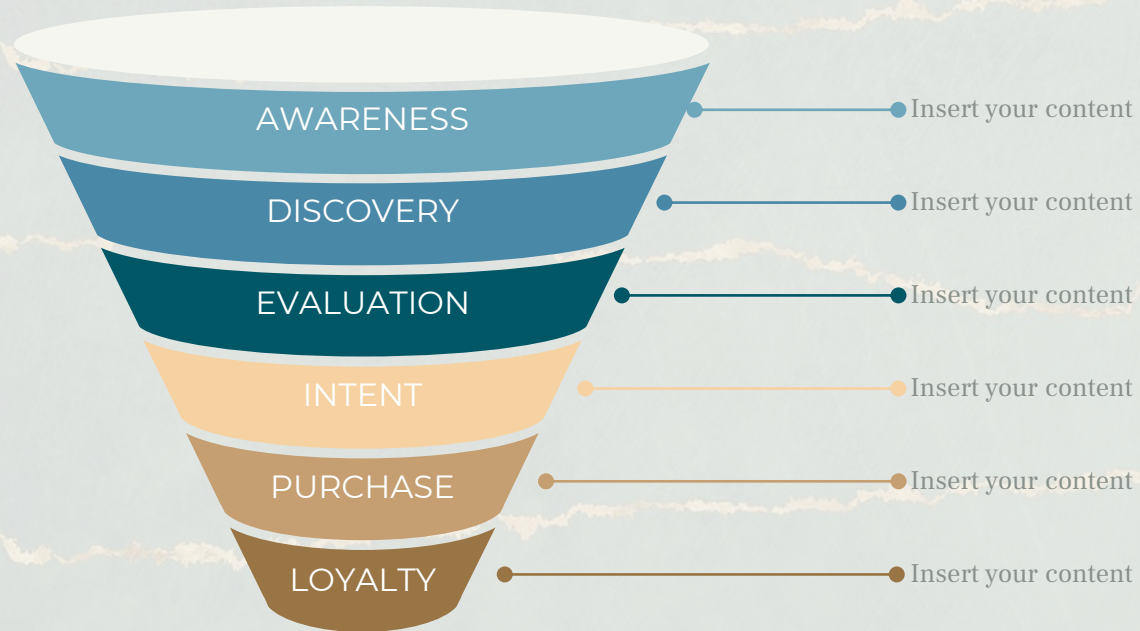 AWARENESS
Insert your content
DISCOVERY
Insert your content
EVALUATION
Insert your content
INTENT
Insert your content
PURCHASE
Insert your content
LOYALTY
Insert your content